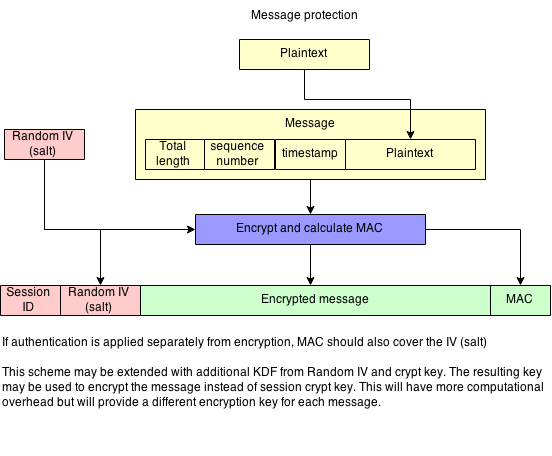 Message protection
Plaintext
Message
Random IV
(salt)
Total
length
sequence
number
timestamp
Plaintext
Encrypt and calculate MAC
Session
ID
Random IV
(salt)
Encrypted message
MAC
If authentication is applied separately from encryption, MAC should also cover the IV (salt)
This scheme may be extended with additional KDF from Random IV and crypt key. The resulting key
may be used to encrypt the message instead of session crypt key. This will have more computational
overhead but will provide a different encryption key for each message.